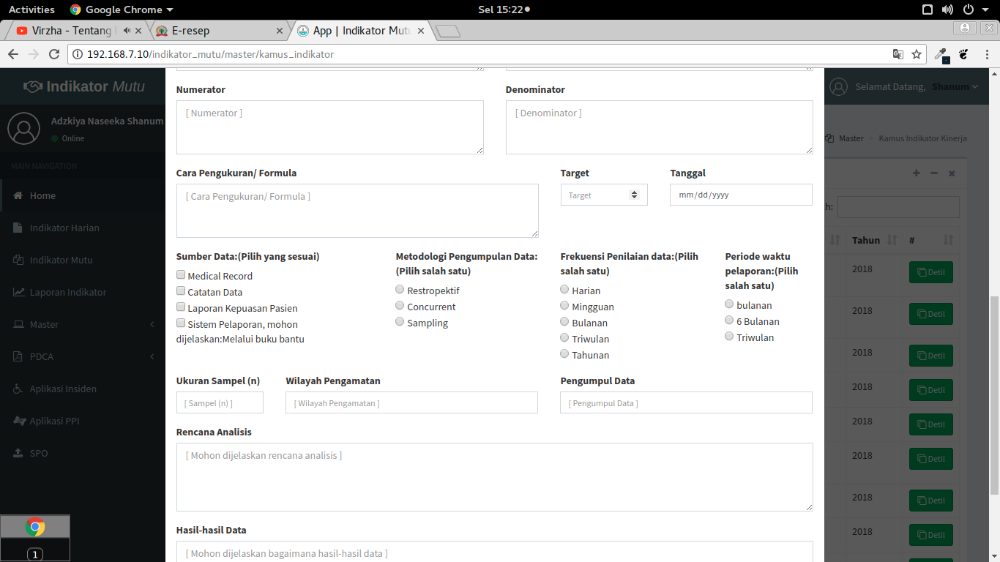 Activities
Google Chrome
Sel 15:22
Virzha - Tentang
E-resep
App | Indikator Mutu
192.168.7.10/indikator_mutu/master/kamus_indikator
Indikator Mutu
Selamat Datang, Shanum
Adzkiya Naseeka Shanum
Online
Master > Kamus Indikator Kinerja
MAIN NAVIGATION
Home
Indikator Harian
Indikator Mutu
Laporan Indikator
Master
PDCA
Aplikasi Insiden
Aplikasi PPI
SPO
1
Numerator
[ Numerator ]
Denominator
[ Denominator ]
Cara Pengukuran/ Formula
[ Cara Pengukuran/ Formula ]
Target
Target
Tanggal
mm/dd/yyyy
Sumber Data:(Pilih yang sesuai)
Medical Record
Catatan Data
Laporan Kepuasan Pasien
Sistem Pelaporan, mohon
dijelaskan:Melalui buku bantu
Metodologi Pengumpulan Data:
(Pilih salah satu)
Restropektif
Concurrent
Sampling
Frekuensi Penilaian data:(Pilih
salah satu)
Harian
Mingguan
Bulanan
Triwulan
Tahunan
Periode waktu
pelaporan:(Pilih
salah satu)
bulanan
6 Bulanan
Triwulan
Ukuran Sampel (n)
[ Sampel (n) ]
Wilayah Pengamatan
[ Wilayah Pengamatan ]
Pengumpul Data
[ Pengumpul Data ]
Rencana Analisis
[ Mohon dijelaskan rencana analisis ]
Hasil-hasil Data
[ Mohon dijelaskan bagaimana hasil-hasil data ]
h:
Tahun #
2018 Detil
2018 Detil
2018 Detil
2018 Detil
2018 Detil
2018 Detil
2018 Detil
2018 Detil